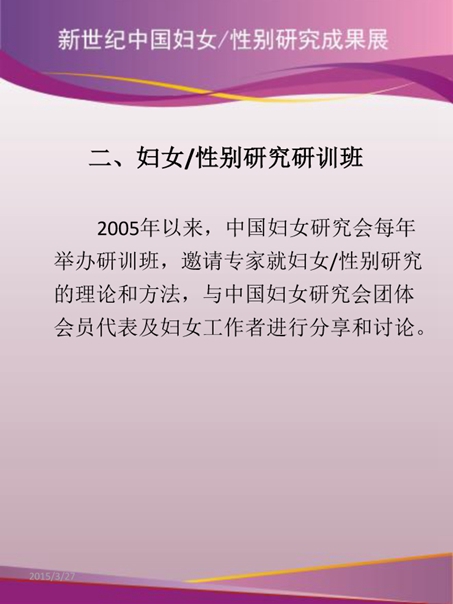 新世纪中国妇女/性别研究成果展
二、妇女/性别研究研训班
2005年以来，中国妇女研究会每年
举办研训班，邀请专家就妇女/性别研究
的理论和方法，与中国妇女研究会团体
会员代表及妇女工作者进行分享和讨论。
2015/3/27